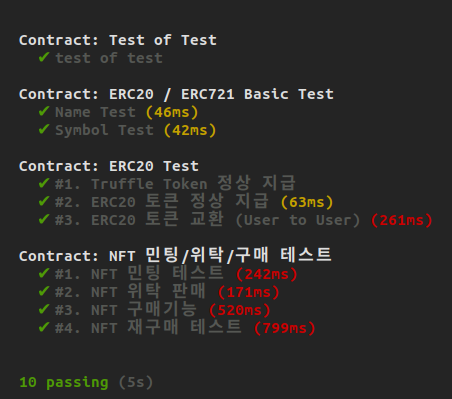 Contract: Test of Test
✔ test of test
Contract: ERC20 / ERC721 Basic Test
✔ Name Test (46ms)
✔ Symbol Test (42ms)
Contract: ERC20 Test
✔ #1. Truffle Token 정상 지급
✔ #2. ERC20 토큰 정상 지급 (63ms)
✔ #3. ERC20 토큰 교환 (User to User) (261ms)
Contract: NFT 민팅/위탁/구매 테스트
✔ #1. NFT 민팅 테스트 (242ms)
✔ #2. NFT 위탁 판매 (171ms)
✔ #3. NFT 구매기능 (520ms)
✔ #4. NFT 재구매 테스트 (799ms)
10 passing (5s)